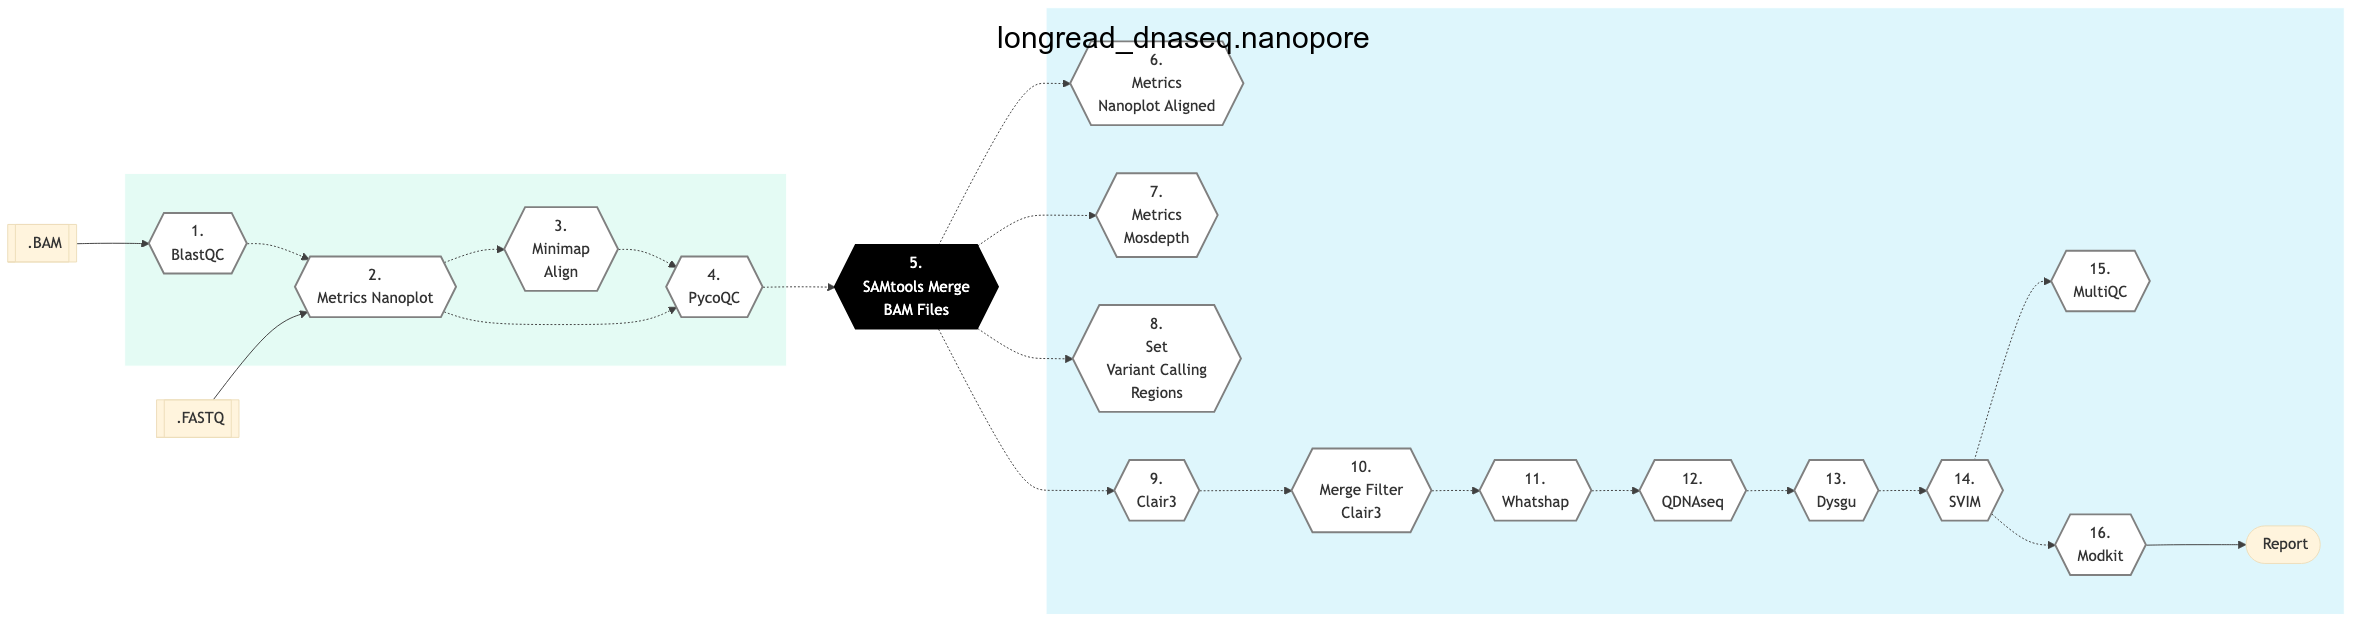 longread_dnaseq.nanopore
.BAM
.FASTQ
1.
BlastQC
2.
Metrics Nanoplot
3.
Minimap
Align
4.
PycoQC
5.
SAMtools Merge
BAM Files
6.
Metrics
Nanoplot Aligned
7.
Metrics
Mosdepth
8.
Set
Variant Calling
Regions
9.
Clair3
10.
Merge Filter
Clair3
11.
Whatshap
12.
QDNAseq
13.
Dysgu
14.
SVIM
15.
MultiQC
16.
Modkit
Report